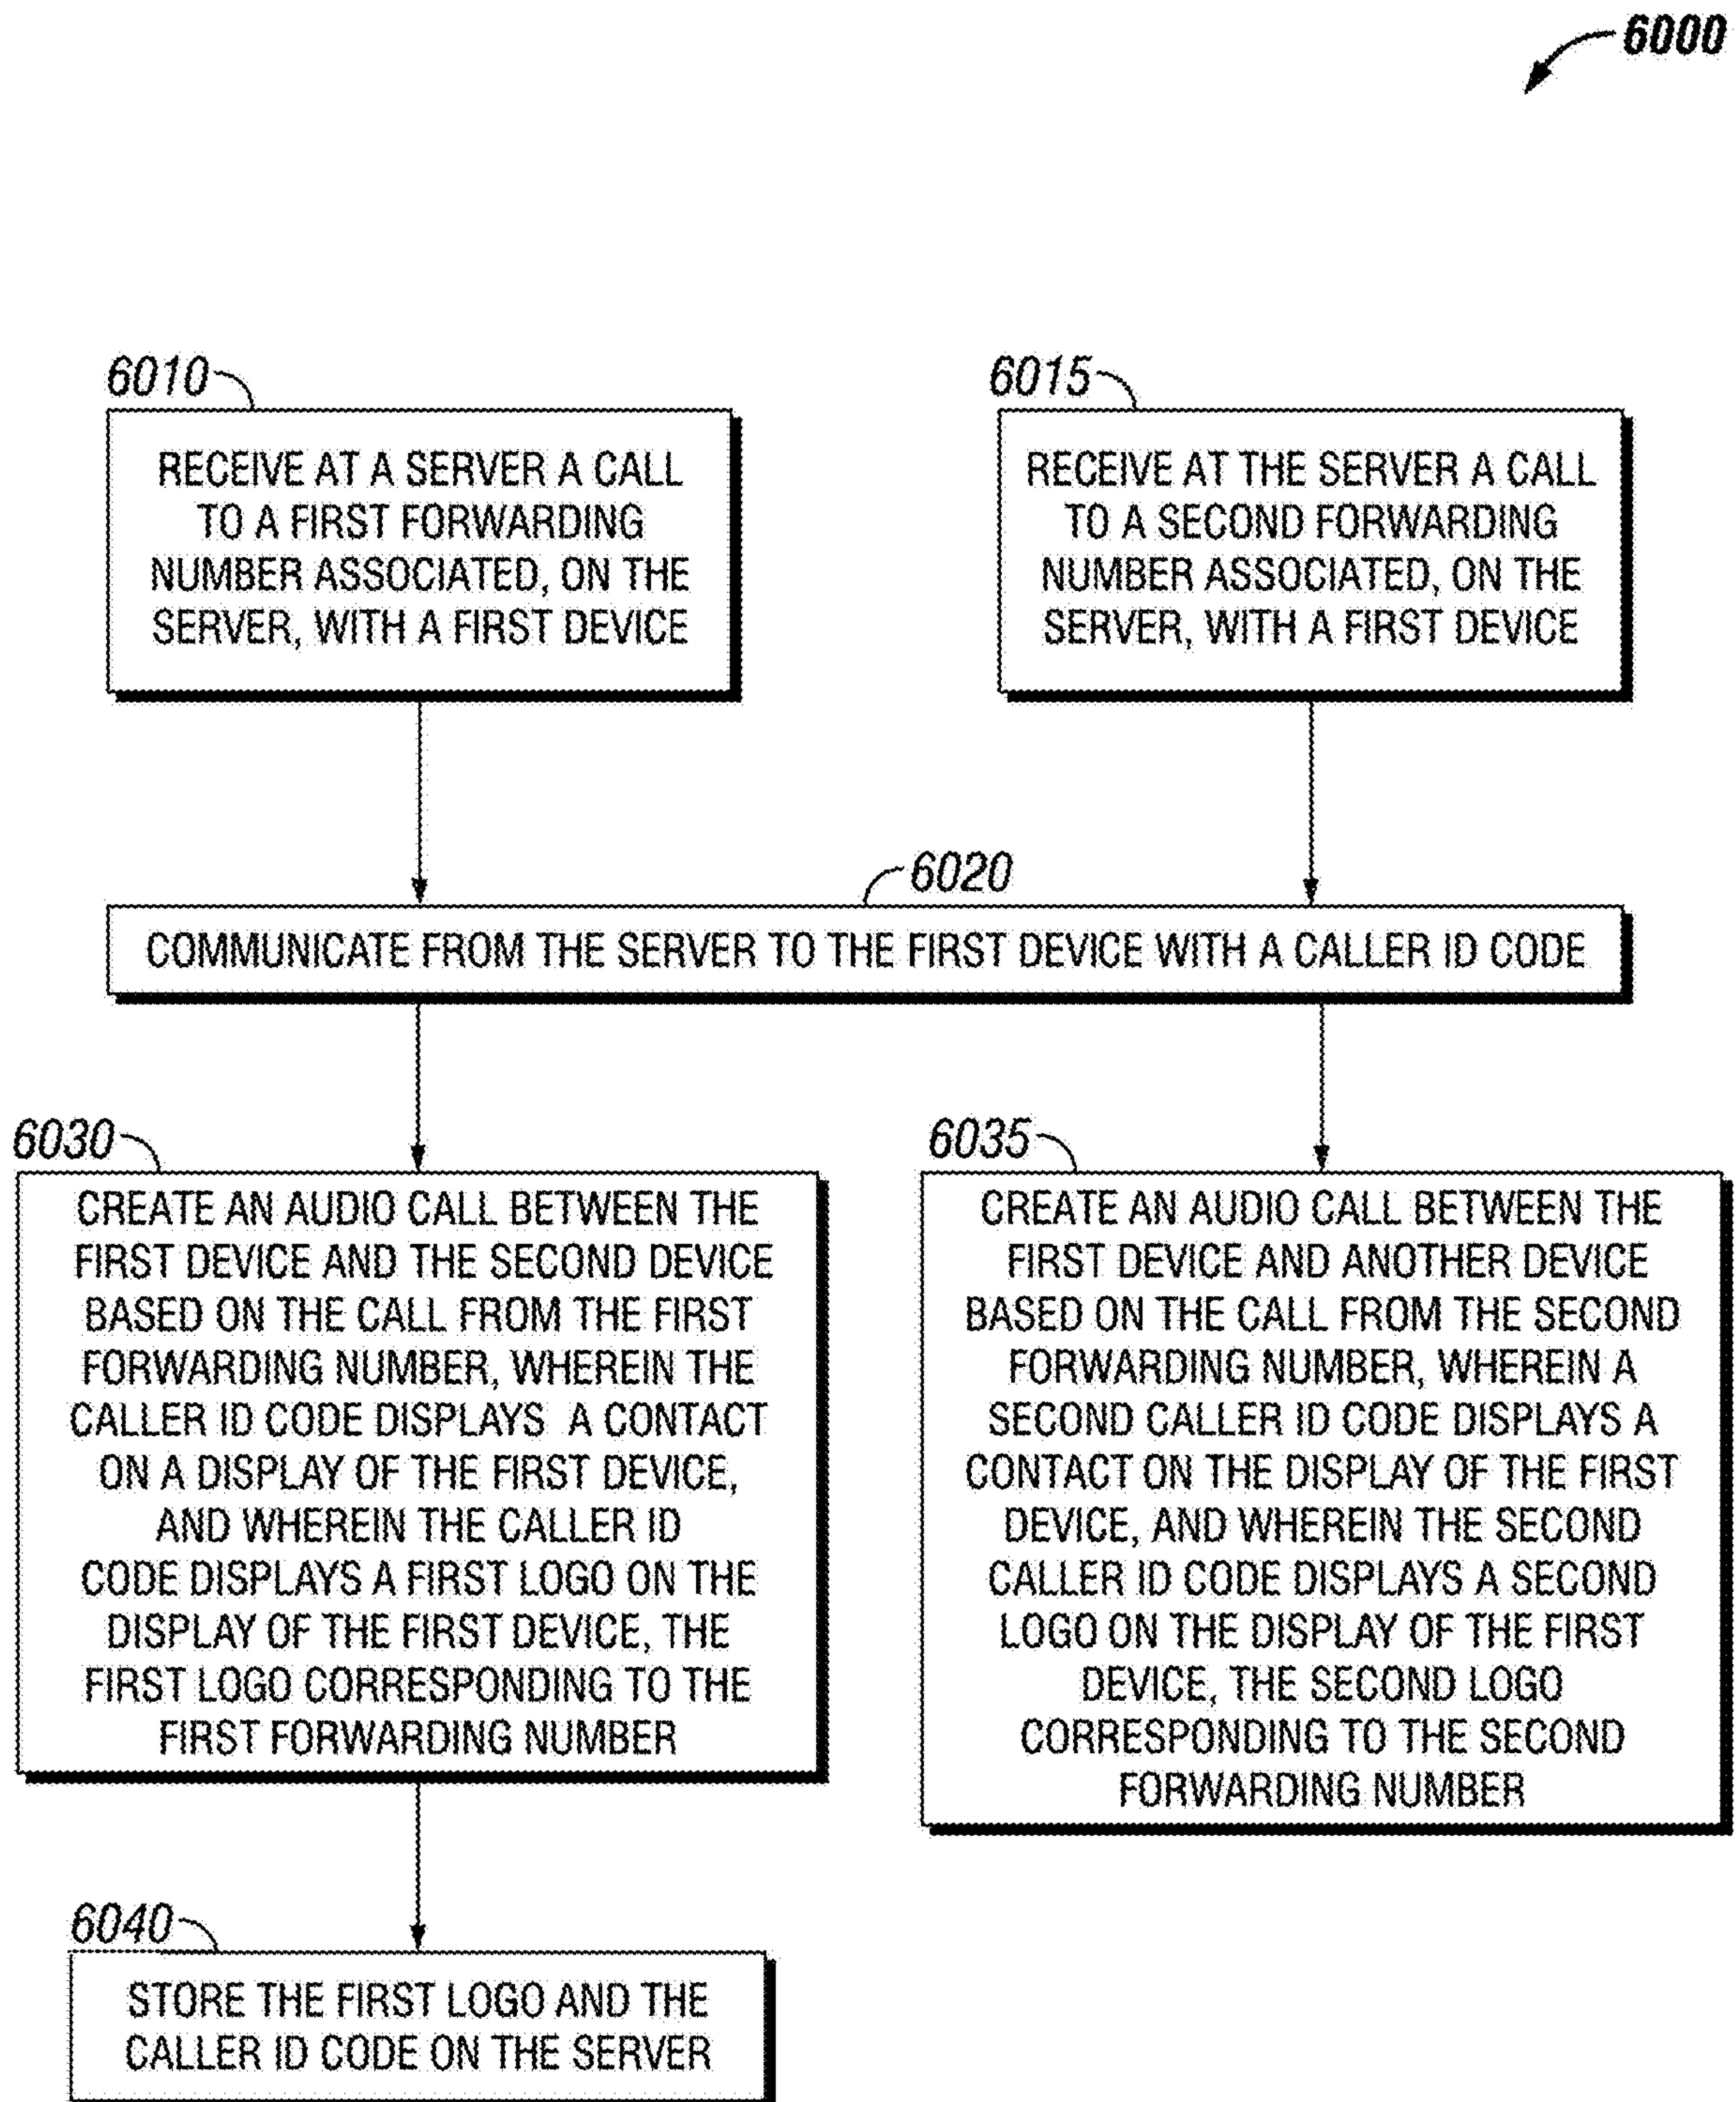 6000
6010
RECEIVE AT A SERVER A CALL
TO A FIRST FORWARDING
NUMBER ASSOCIATED, ON THE
SERVER, WITH A FIRST DEVICE
6015
RECEIVE AT THE SERVER A CALL
TO A SECOND FORWARDING
NUMBER ASSOCIATED, ON THE
SERVER, WITH A FIRST DEVICE
6020
COMMUNICATE FROM THE SERVER TO THE FIRST DEVICE WITH A CALLER ID CODE
6030
CREATE AN AUDIO CALL BETWEEN THE
FIRST DEVICE AND THE SECOND DEVICE
BASED ON THE CALL FROM THE FIRST
FORWARDING NUMBER, WHEREIN THE
CALLER ID CODE DISPLAYS A CONTACT
ON A DISPLAY OF THE FIRST DEVICE,
AND WHEREIN THE CALLER ID
CODE DISPLAYS A FIRST LOGO ON THE
DISPLAY OF THE FIRST DEVICE, THE
FIRST LOGO CORRESPONDING TO THE
FIRST FORWARDING NUMBER
6035
CREATE AN AUDIO CALL BETWEEN THE
FIRST DEVICE AND ANOTHER DEVICE
BASED ON THE CALL FROM THE SECOND
FORWARDING NUMBER, WHEREIN A
SECOND CALLER ID CODE DISPLAYS A
CONTACT ON THE DISPLAY OF THE FIRST
DEVICE, AND WHEREIN THE SECOND
CALLER ID CODE DISPLAYS A SECOND
LOGO ON THE DISPLAY OF THE FIRST
DEVICE, THE SECOND LOGO
CORRESPONDING TO THE SECOND
FORWARDING NUMBER
6040
STORE THE FIRST LOGO AND THE
CALLER ID CODE ON THE SERVER